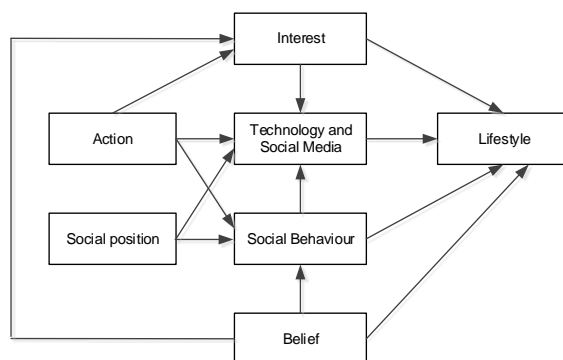 Interest
Action
Technology and
Social Media
Lifestyle
Social position
Social Behaviour
Belief